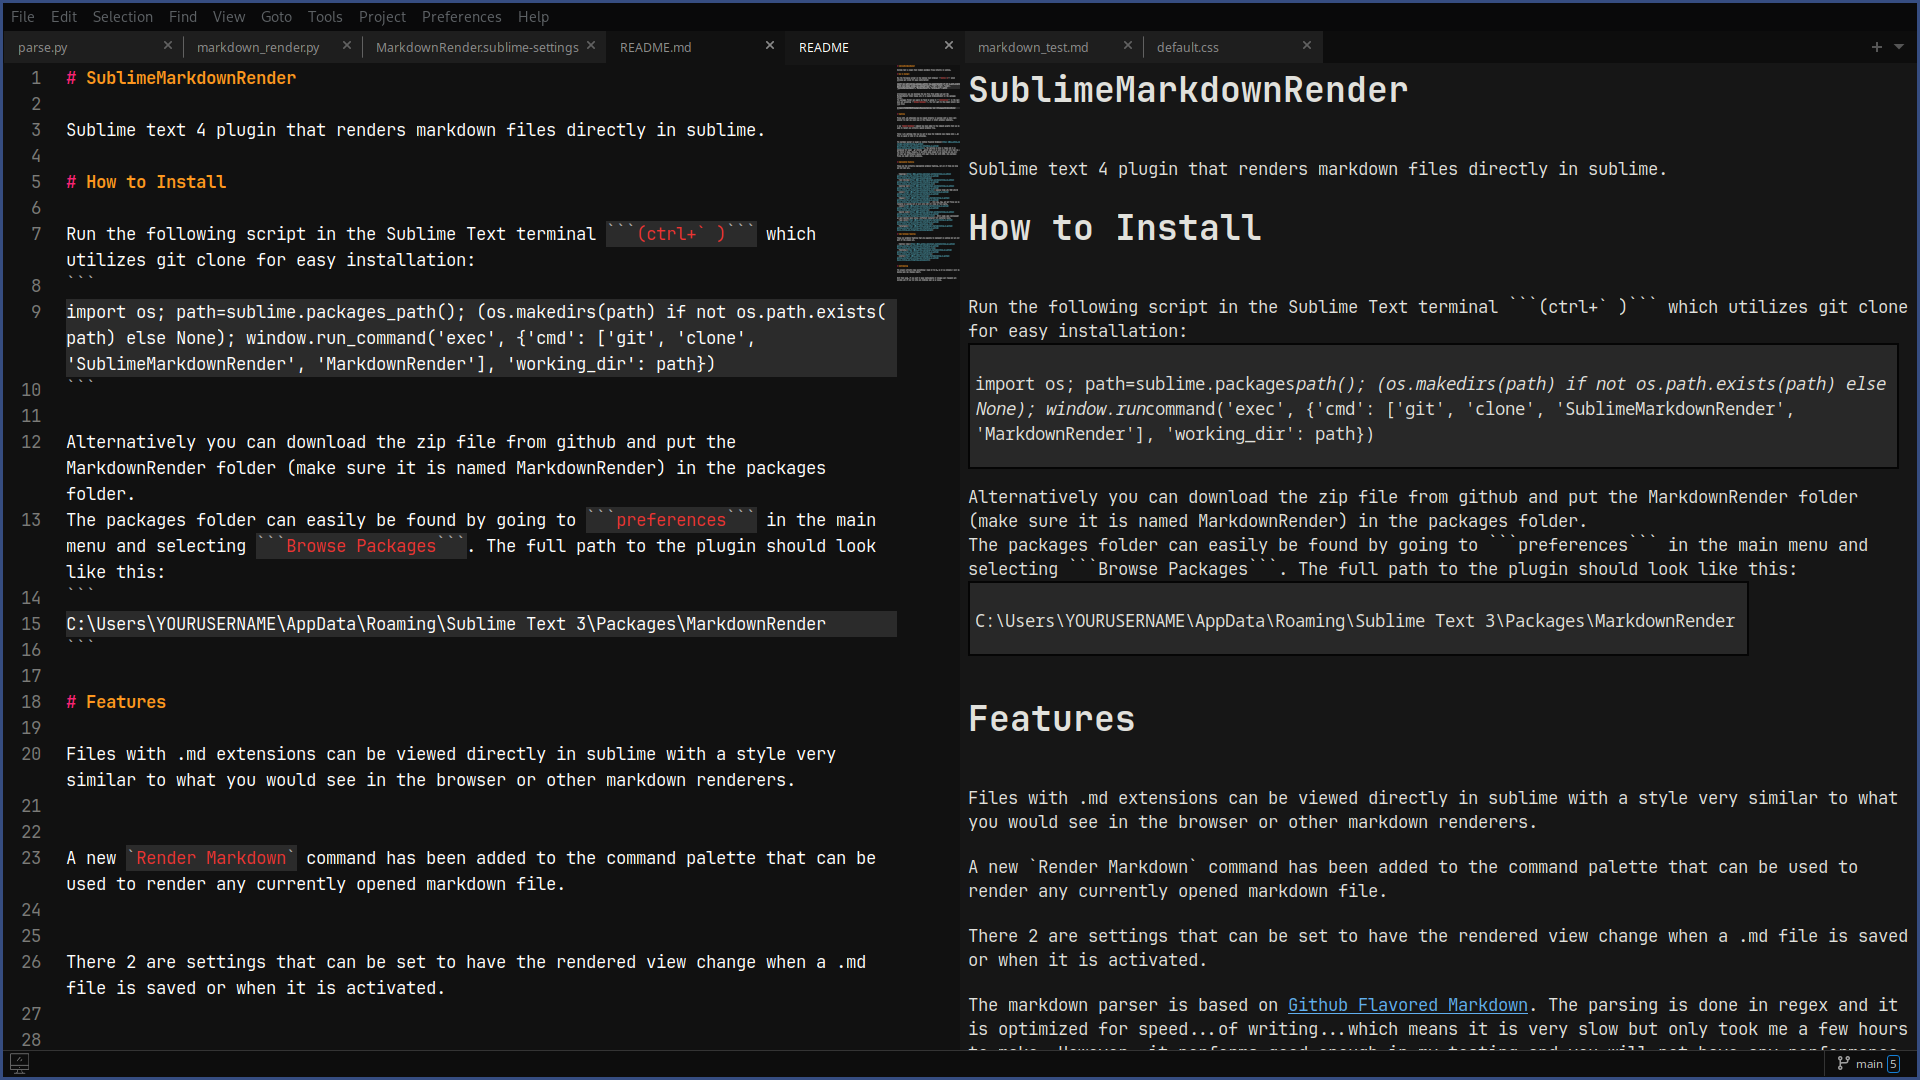 File Edit Selection Find View Goto Tools Project Preferences Help
parse.py markdown_render.py MarkdownRender.sublime-settings README.md README markdown_test.md default.css
1 # SublimeMarkdownRender
2
3 Sublime text 4 plugin that renders markdown files directly in sublime.
4
5 # How to Install
6
7 Run the following script in the Sublime Text terminal ```(ctrl+` )``` which
utilizes git clone for easy installation:
8 ```
9 import os; path=sublime.packages_path(); (os.makedirs(path) if not os.path.exists(
path) else None); window.run_command('exec', {'cmd': ['git', 'clone',
'SublimeMarkdownRender', 'MarkdownRender'], 'working_dir': path})
10 ```
11
12 Alternatively you can download the zip file from github and put the
MarkdownRender folder (make sure it is named MarkdownRender) in the packages
folder.
13 The packages folder can easily be found by going to ```preferences``` in the main
menu and selecting ```Browse Packages```. The full path to the plugin should look
like this:
14 ```
15 C:\Users\YOURUSERNAME\AppData\Roaming\Sublime Text 3\Packages\MarkdownRender
16 ```
17
18 # Features
19
20 Files with .md extensions can be viewed directly in sublime with a style very
similar to what you would see in the browser or other markdown renderers.
21
22
23 A new `Render Markdown` command has been added to the command palette that can be
used to render any currently opened markdown file.
24
25
26 There 2 are settings that can be set to have the rendered view change when a .md
file is saved or when it is activated.
27
28
SublimeMarkdownRender
Sublime text 4 plugin that renders markdown files directly in sublime.
How to Install
Run the following script in the Sublime Text terminal ```(ctrl+` )``` which utilizes git clone
for easy installation:
import os; path=sublime.packagespath(); (os.makedirs(path) if not os.path.exists(path) else
None); window.runcommand('exec', {'cmd': ['git', 'clone', 'SublimeMarkdownRender',
'MarkdownRender'], 'working_dir': path})
Alternatively you can download the zip file from github and put the MarkdownRender folder
(make sure it is named MarkdownRender) in the packages folder.
The packages folder can easily be found by going to ```preferences``` in the main menu and
selecting ```Browse Packages```. The full path to the plugin should look like this:
C:\Users\YOURUSERNAME\AppData\Roaming\Sublime Text 3\Packages\MarkdownRender
Features
Files with .md extensions can be viewed directly in sublime with a style very similar to what
you would see in the browser or other markdown renderers.
A new `Render Markdown` command has been added to the command palette that can be used to
render any currently opened markdown file.
There 2 are settings that can be set to have the rendered view change when a .md file is saved
or when it is activated.
The markdown parser is based on Github Flavored Markdown. The parsing is done in regex and it
is optimized for speed...of writing...which means it is very slow but only took me a few hours
main 5